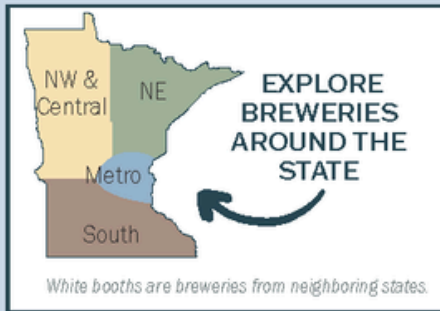 NW &
Central
NE
Metro
South
EXPLORE
BREWERIES
AROUND THE
STATE
White booths are breweries from neighboring states.